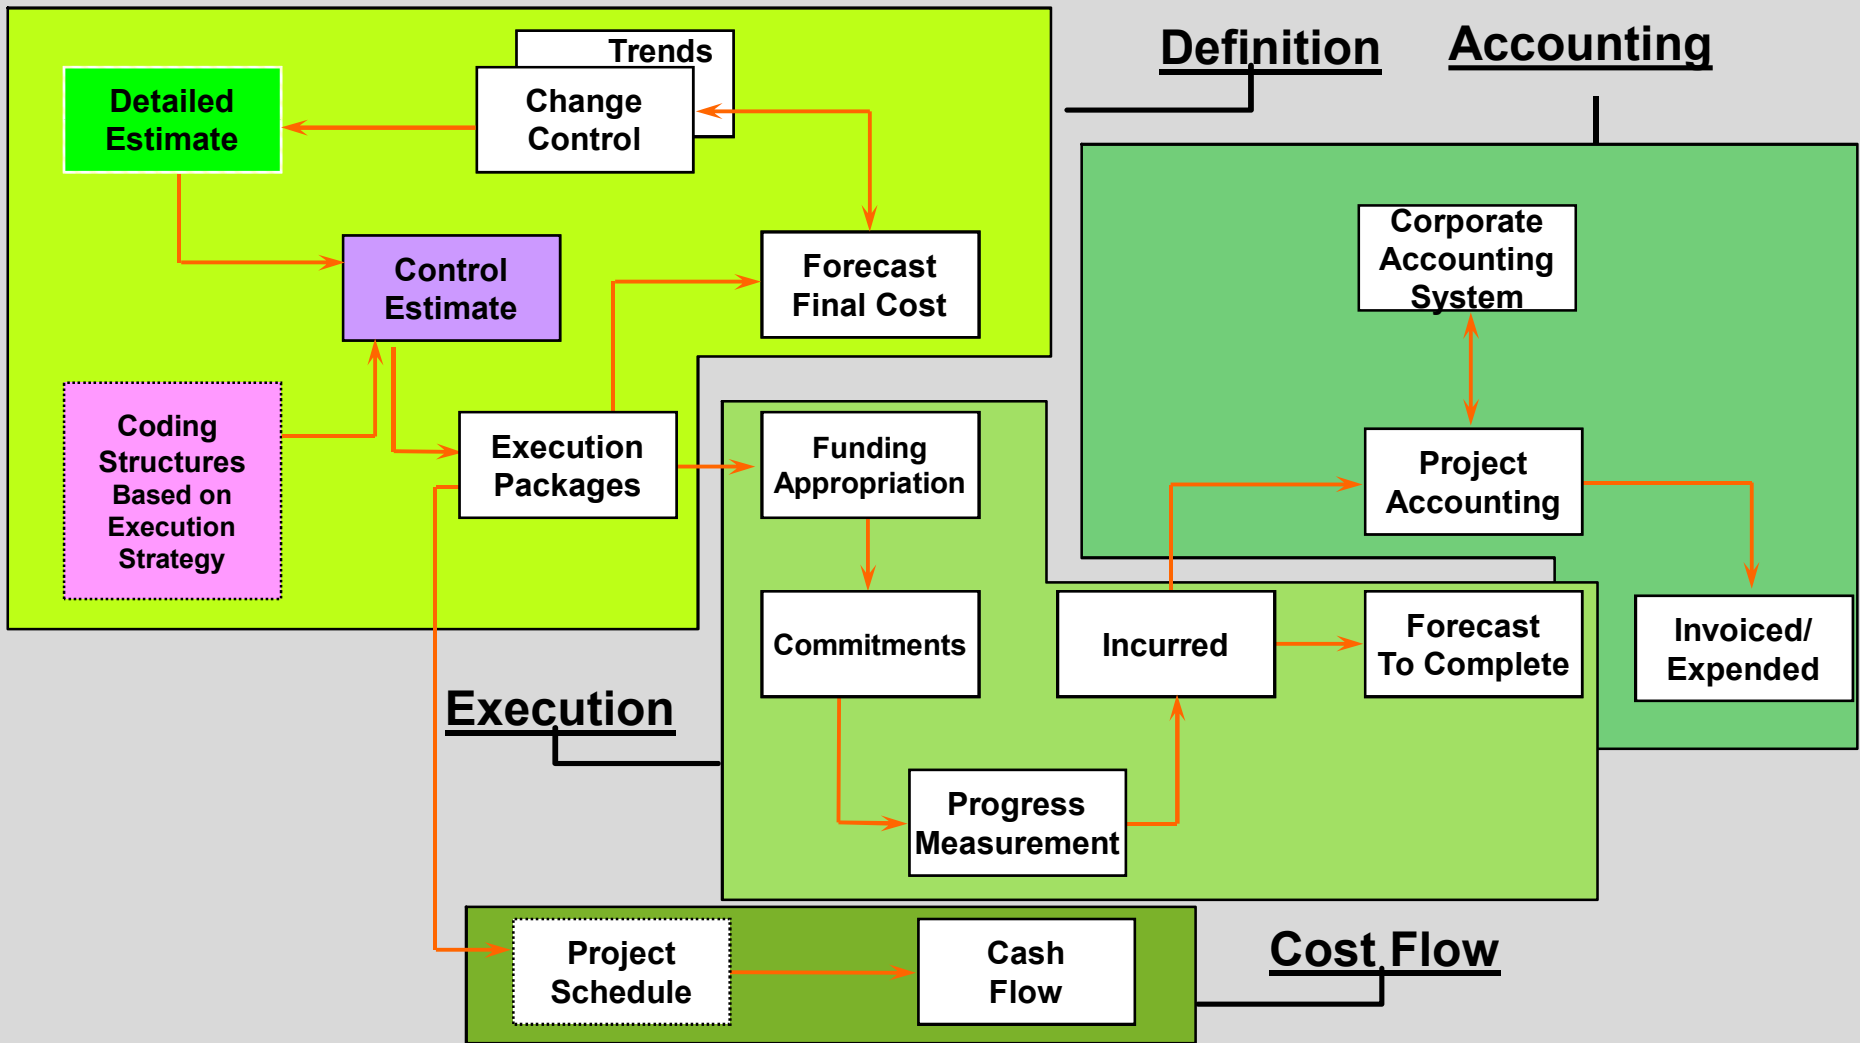 Definition
Accounting
Trends
Detailed
Estimate
Change
Control
Control
Estimate
Forecast
Final Cost
Corporate
Accounting
System
Coding
Structures
Based on
Execution
Strategy
Execution
Packages
Funding
Appropriation
Project
Accounting
Commitments
Incurred
Forecast
To Complete
Invoiced/
Expended
Execution
Progress
Measurement
Project
Schedule
Cash
Flow
Cost Flow